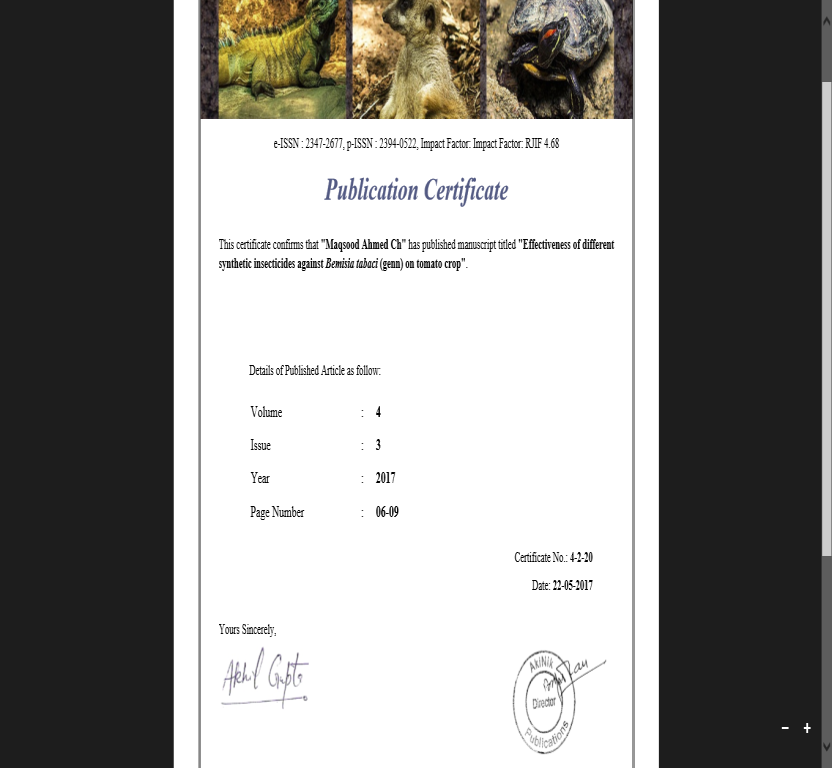 e-ISSN : 2347-2677, p-ISSN : 2394-0522, Impact Factor: Impact Factor: RJIF 4.68
Publication Certificate
This certificate confirms that "Maqsood Ahmed Ch" has published manuscript titled "Effectiveness of different
synthetic insecticides against Bemisia tabaci (genn) on tomato crop".
Details of Published Article as follow:
Volume : 4
Issue : 3
Year : 2017
Page Number : 06-09
Certificate No.: 4-2-20
Date: 22-05-2017
Yours Sincerely,
Akhil Gupta
AkiNik
Director
Publications